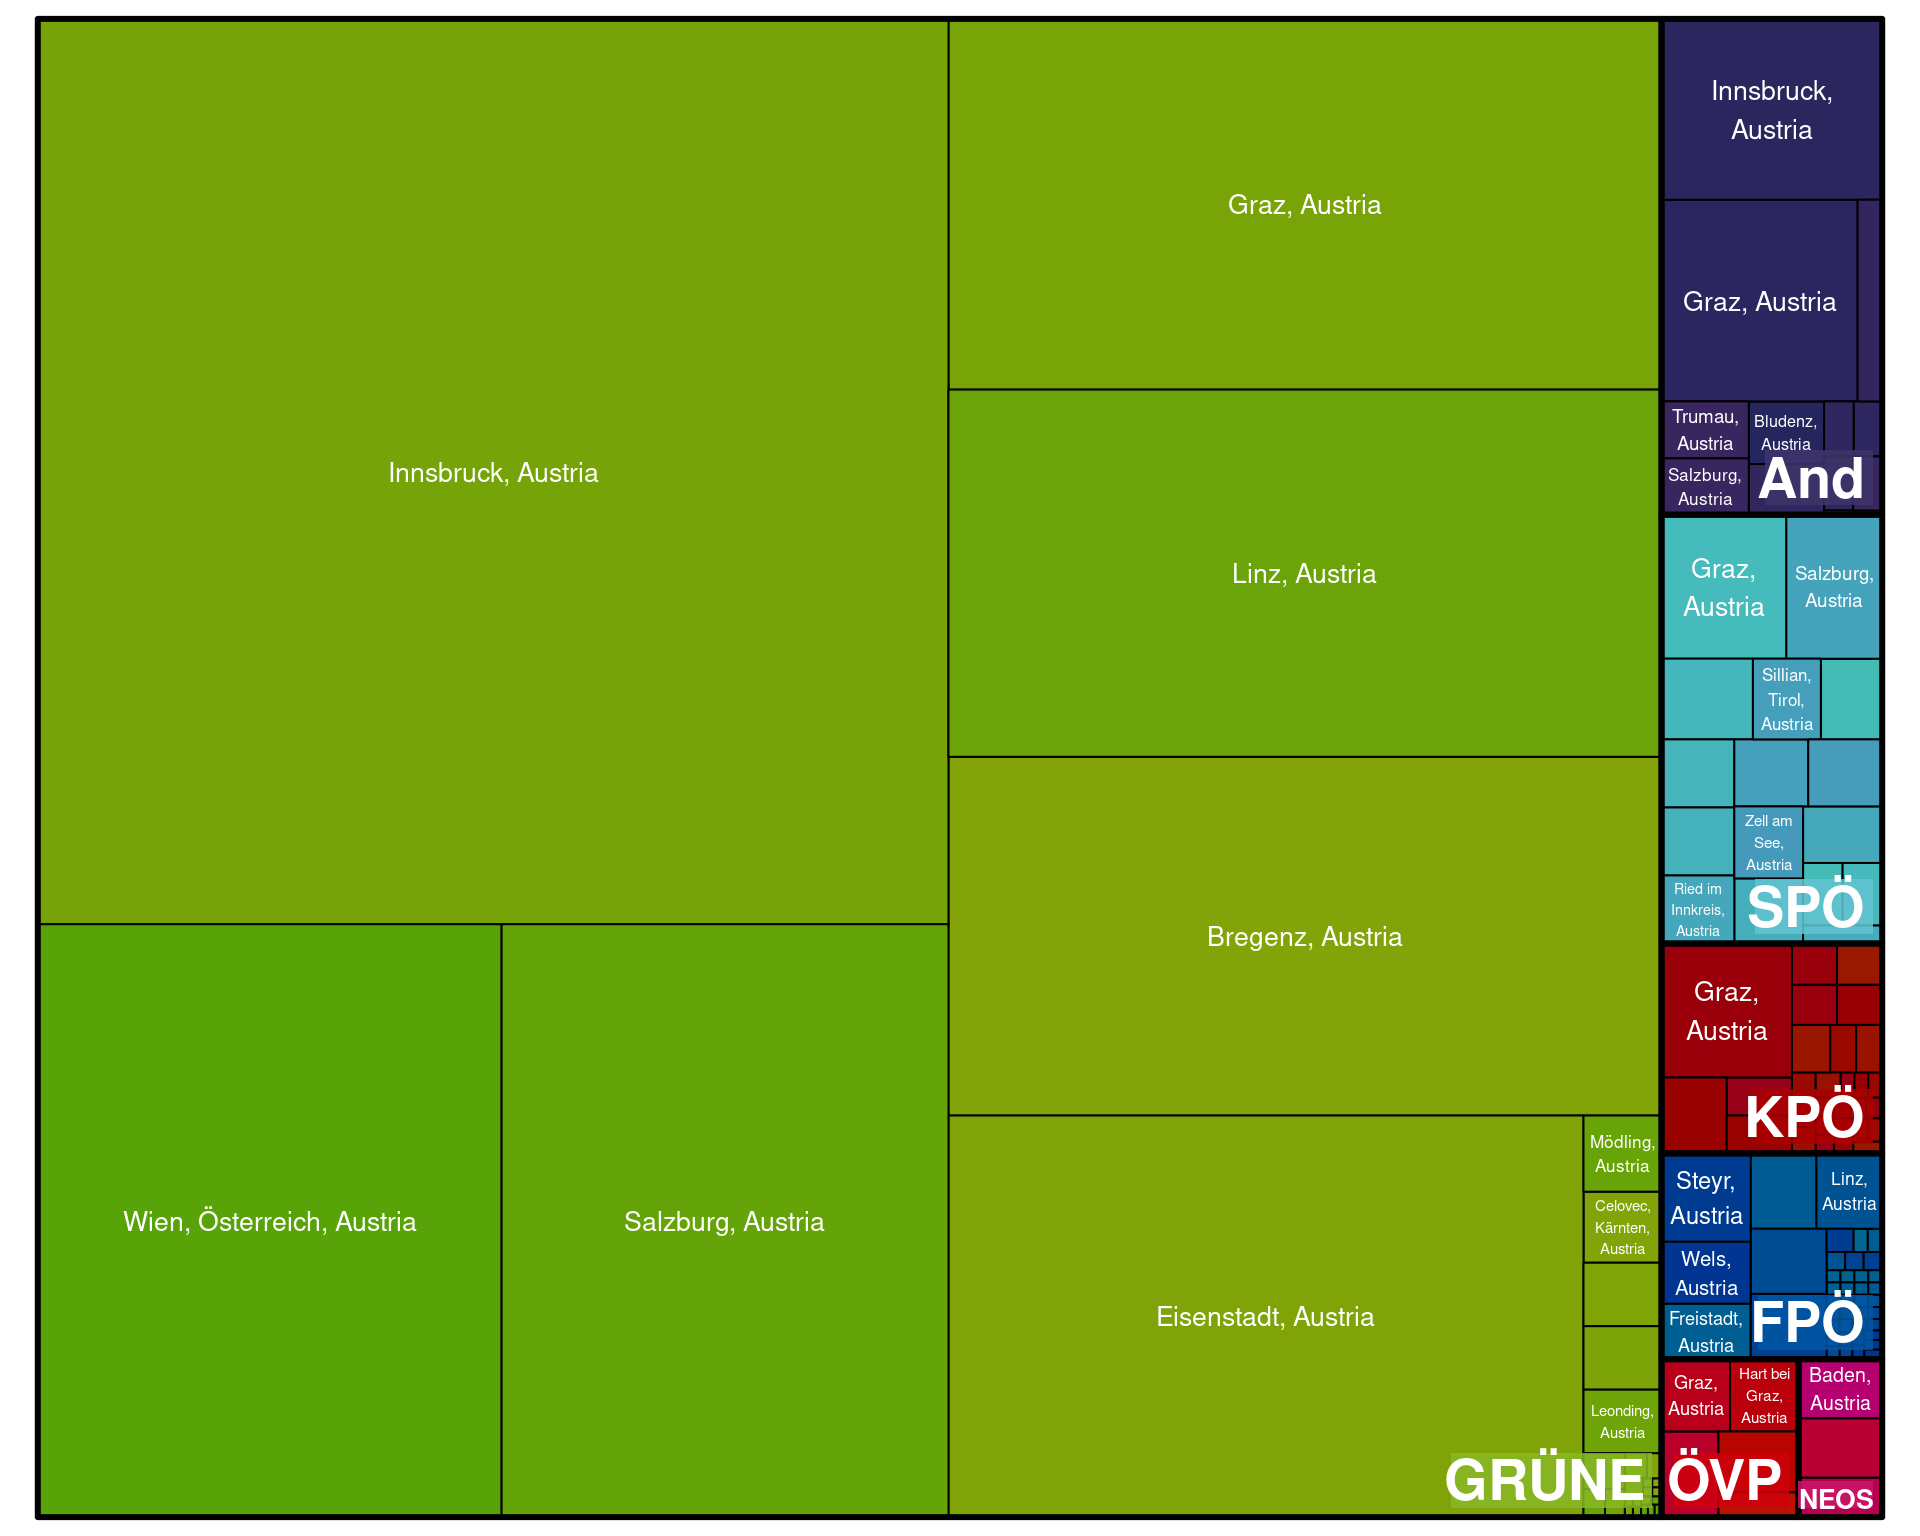 Innsbruck, Austria
Graz, Austria
Linz, Austria
Bregenz, Austria
Wien, Österreich, Austria
Salzburg, Austria
Eisenstadt, Austria
Mödling,
Austria
Celovec,
Kärnten,
Austria
Leonding,
Austria
GRÜNE
Innsbruck,
Austria
Graz, Austria
Trumau,
Austria
Bludenz,
Austria
Salzburg,
Austria
And
Graz,
Austria
Salzburg,
Austria
Sillian,
Tirol,
Austria
Zell am
See,
Austria
Ried im
Innkreis,
Austria
SPÖ
Graz,
Austria
KPÖ
Steyr,
Austria
Linz,
Austria
Wels,
Austria
Freistadt,
Austria
FPÖ
Graz,
Austria
Hart bei
Graz,
Austria
ÖVP
Baden,
Austria
NEOS